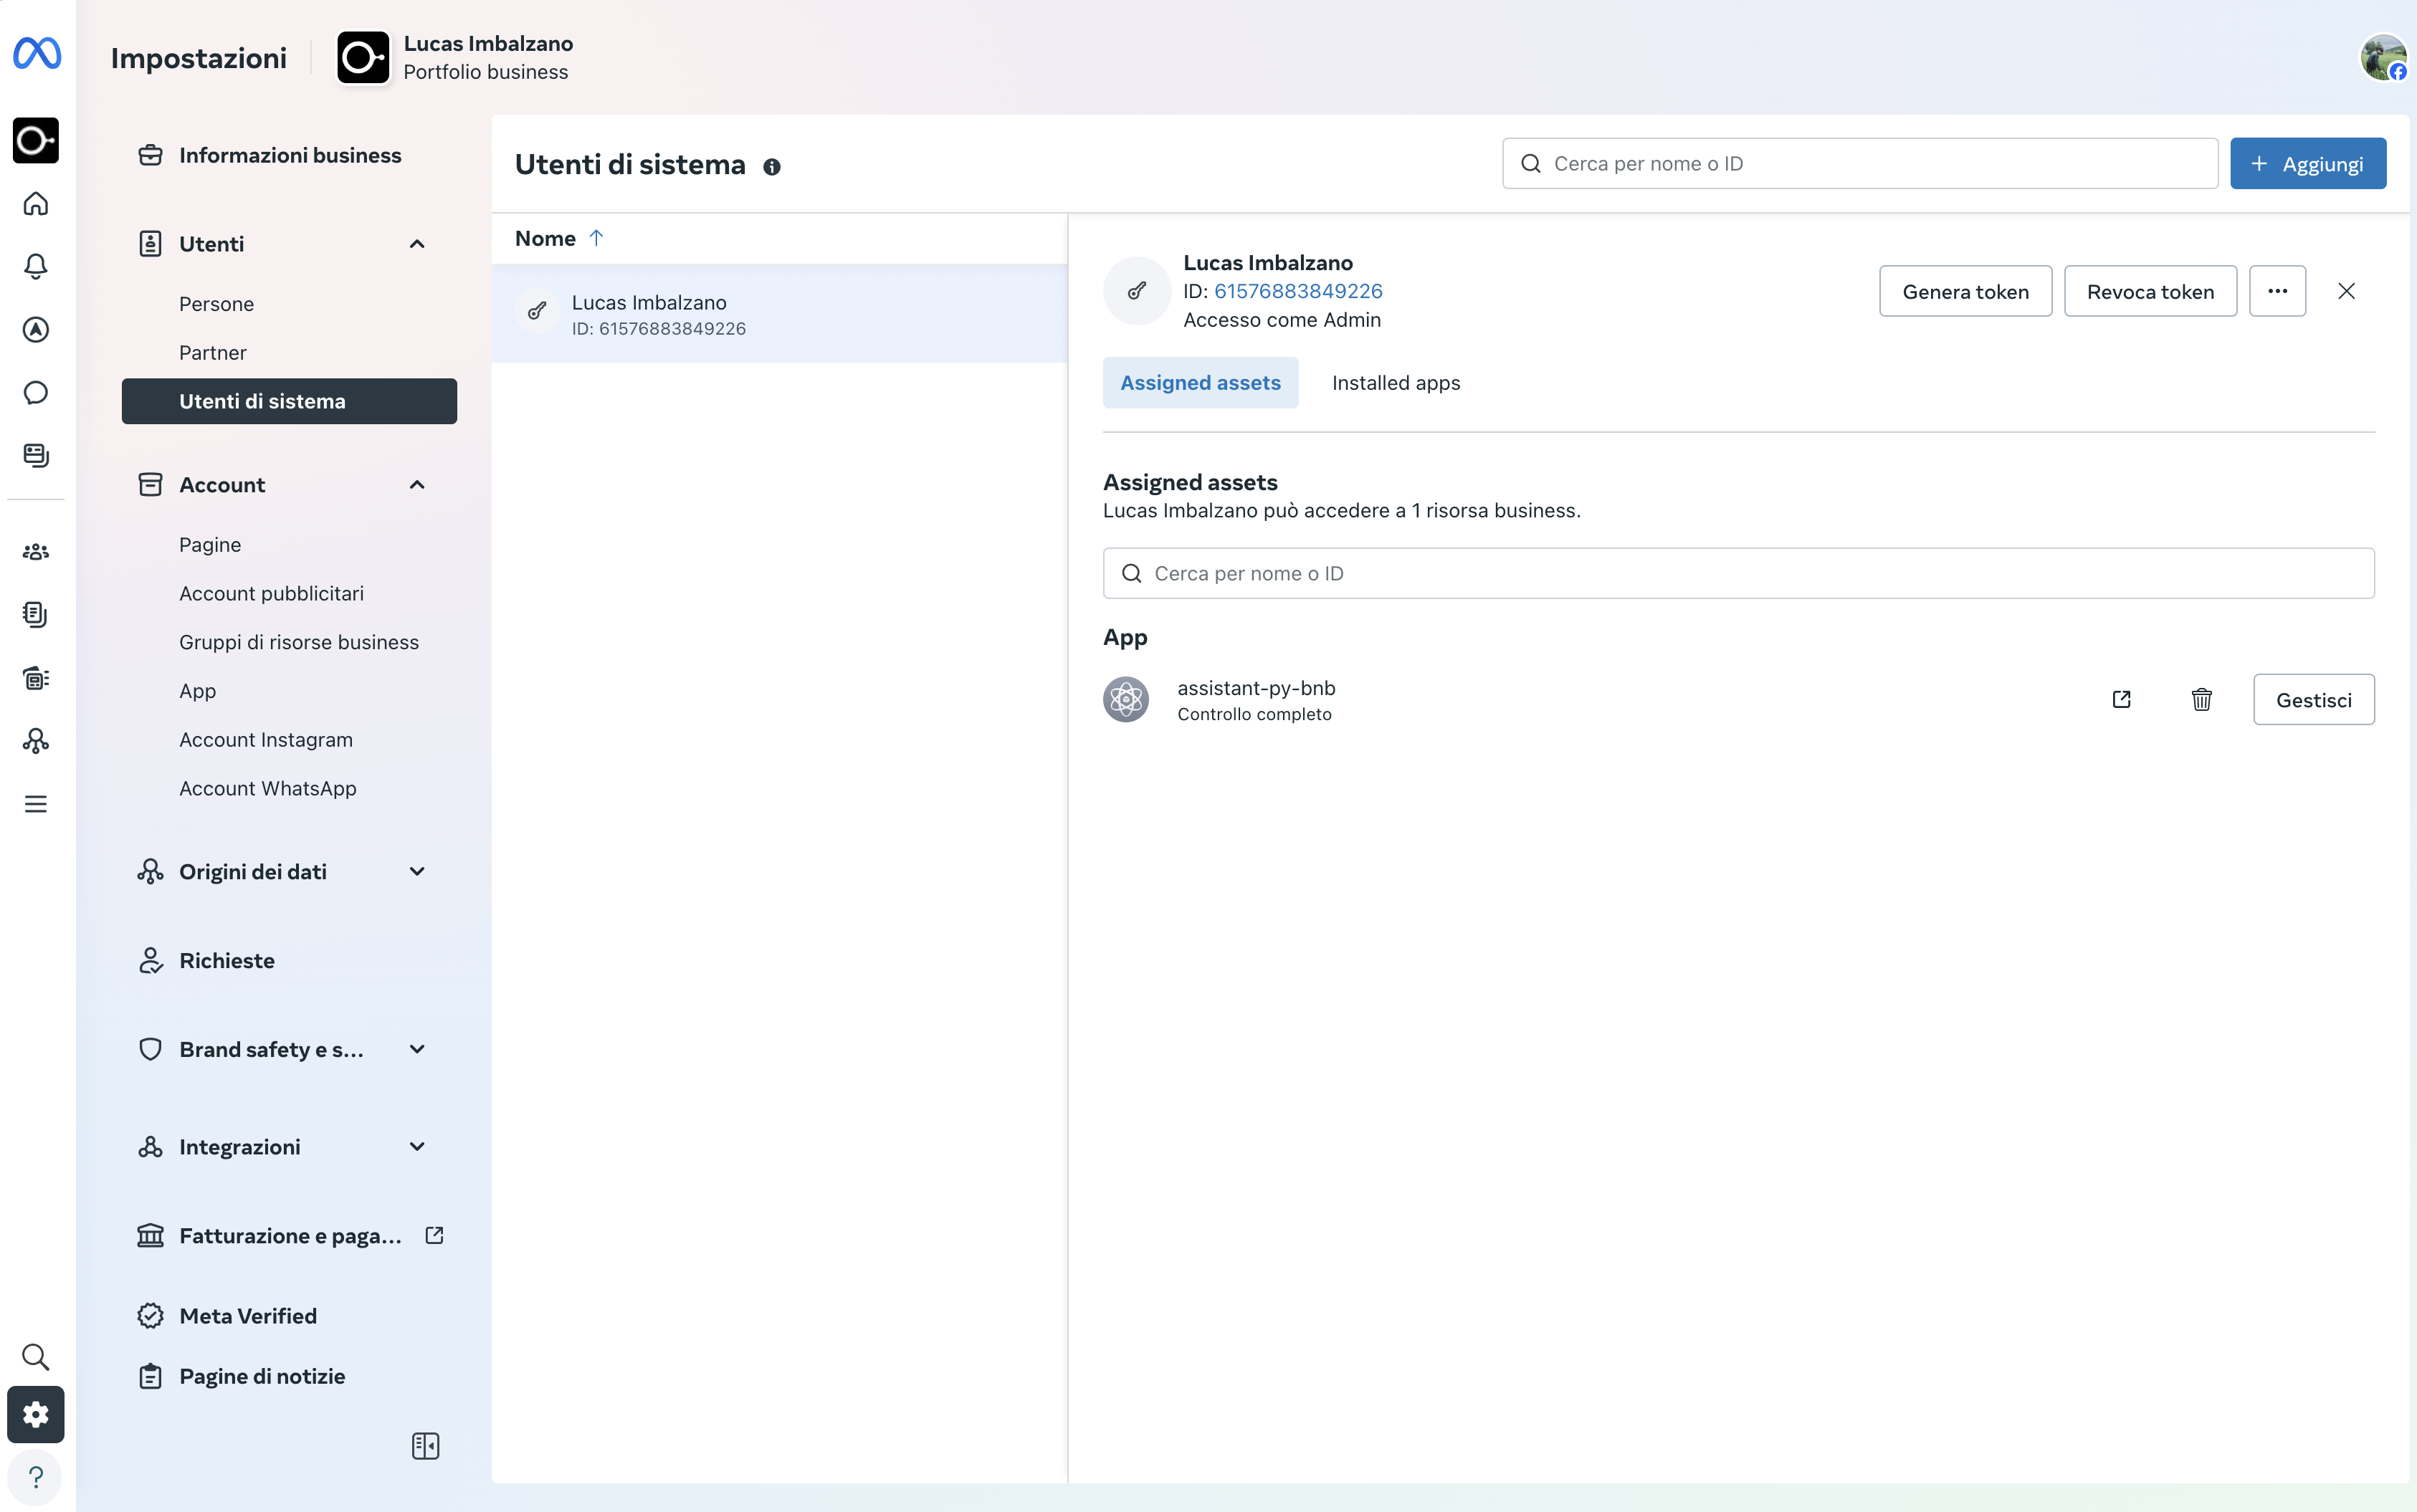 Impostazioni
Lucas Imbalzano
Portfolio business
Informazioni business
Utenti
Persone
Partner
Utenti di sistema
Account
Pagine
Account pubblicitari
Gruppi di risorse business
App
Account Instagram
Account WhatsApp
Origini dei dati
Richieste
Brand safety e s...
Integrazioni
Fatturazione e paga...
Meta Verified
Pagine di notizie
?
Utenti di sistema
Cerca per nome o ID
+ Aggiungi
Nome ↑
Lucas Imbalzano
ID: 61576883849226
Lucas Imbalzano
ID: 61576883849226
Accesso come Admin
Genera token
Revoca token
Assigned assets
Installed apps
Assigned assets
Lucas Imbalzano può accedere a 1 risorsa business.
Cerca per nome o ID
App
assistant-py-bnb
Controllo completo
Gestisci